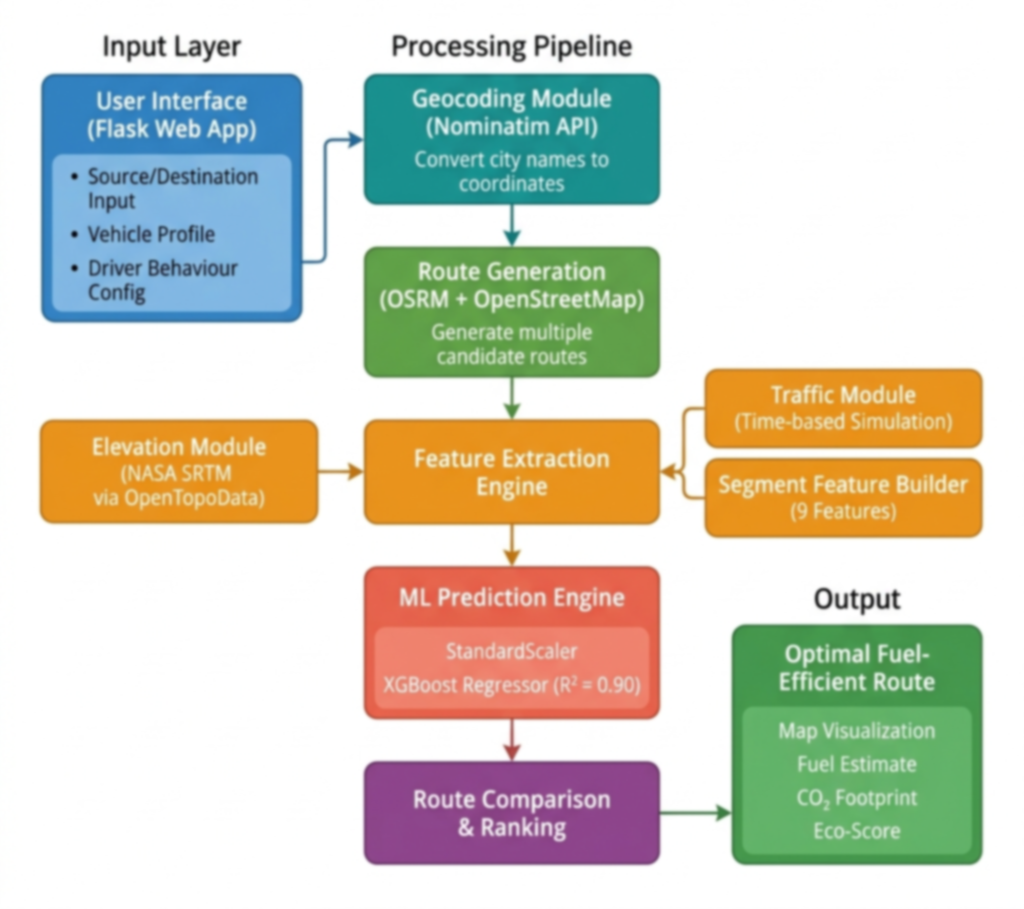 Input Layer
Processing Pipeline
User Interface
(Flask Web App)
• Source/Destination
Input
• Vehicle Profile
• Driver Behaviour
Config
Geocoding Module
(Nominatim API)
Convert city names to
coordinates
Route Generation
(OSRM + OpenStreetMap)
Generate multiple
candidate routes
Elevation Module
(NASA SRTM
via OpenTopoData)
Feature Extraction
Engine
Traffic Module
(Time-based Simulation)
Segment Feature Builder
(9 Features)
ML Prediction Engine
StandardScaler
XGBoost Regressor (R² = 0.90)
Route Comparison
& Ranking
Output
Optimal Fuel-
Efficient Route
Map Visualization
Fuel Estimate
CO₂ Footprint
Eco-Score